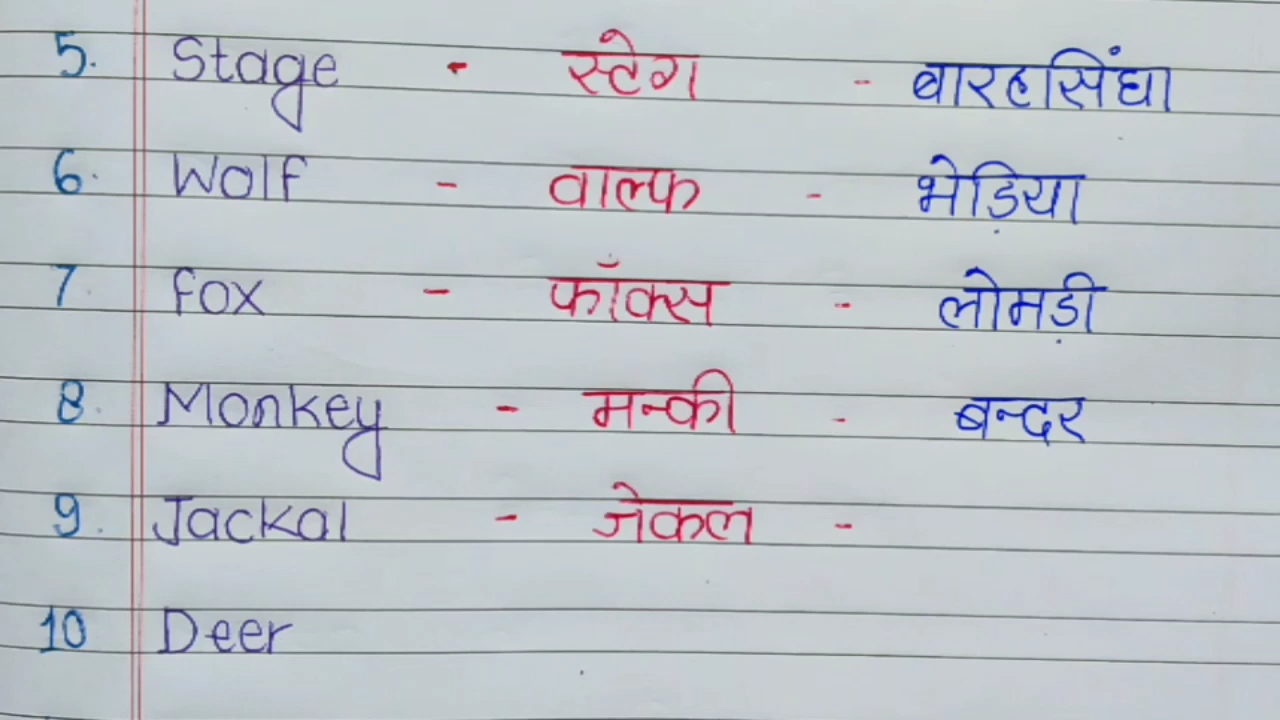 5. Stage - स्टेग - बारहसिंघा
6. Wolf - वाल्फ - भेड़िया
7. fox - फॉक्स - लोमड़ी
8. Monkey - मन्की - बन्दर
9. Jackal - जेकल -
10 Deer